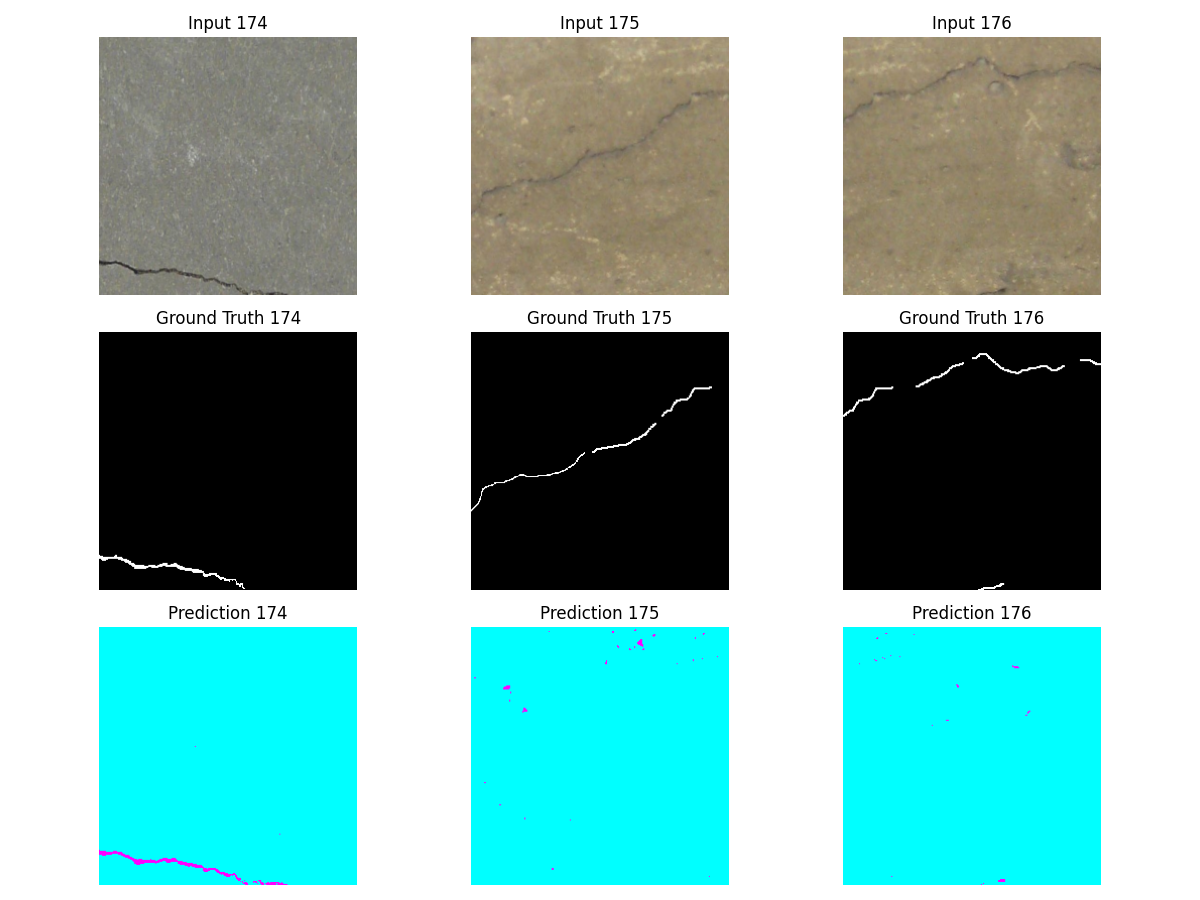 Input 174
Input 175
Input 176
Ground Truth 174
Ground Truth 175
Ground Truth 176
Prediction 174
Prediction 175
Prediction 176